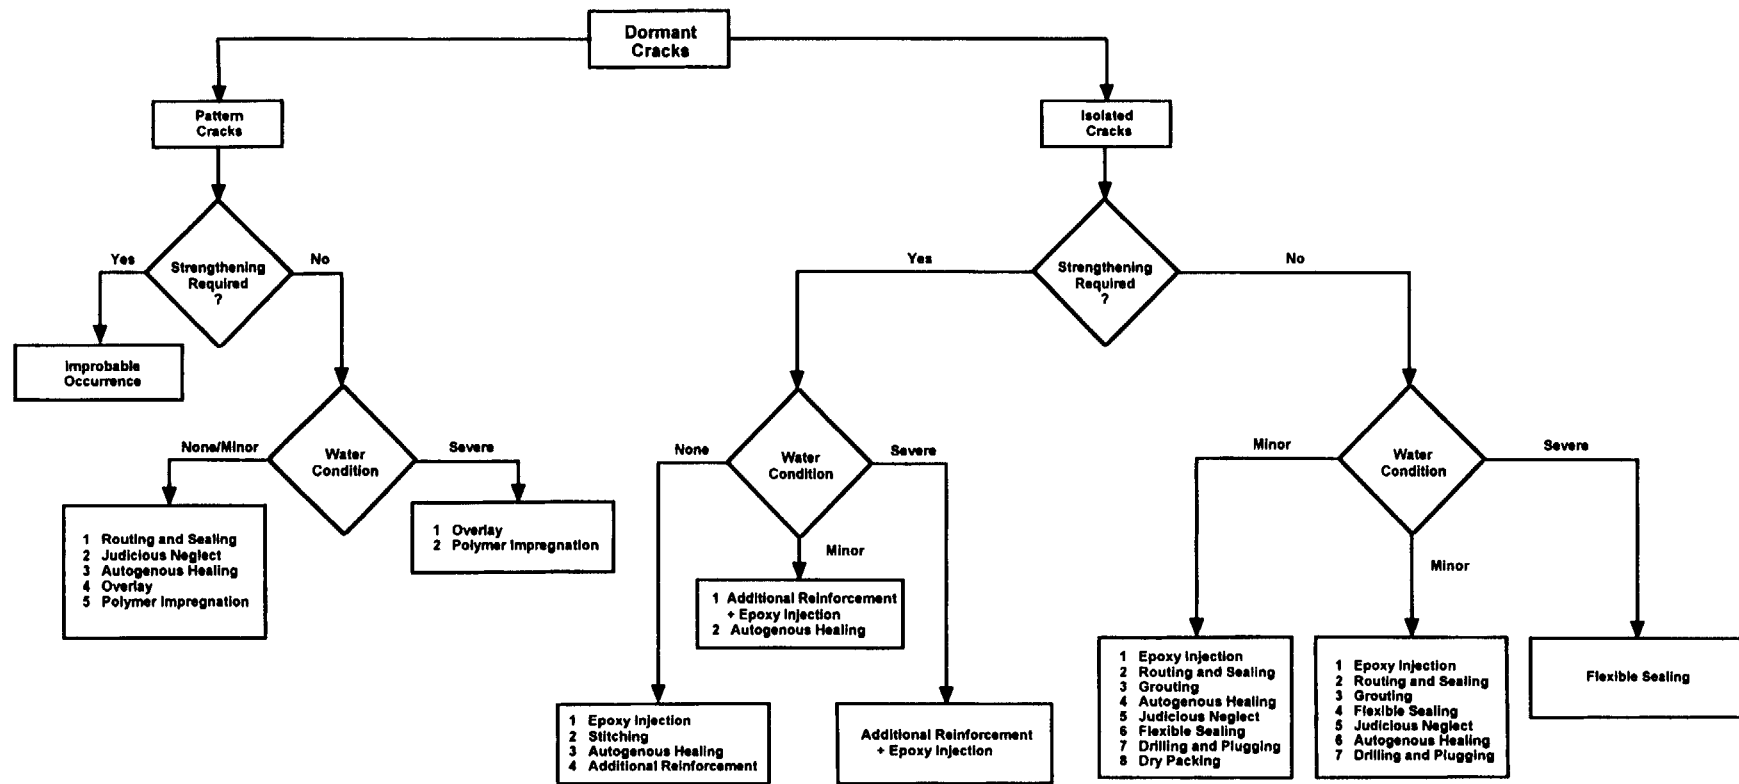 Dormant
Cracks
Pattern
Cracks
Isolated
Cracks
Yes
Strengthening
Required
?
No
Yes
Strengthening
Required
?
No
Improbable
Occurrence
None/Minor
Water
Condition
Severe
None
Water
Condition
Severe
Minor
Water
Condition
Severe
1 Routing and Sealing
2 Judicious Neglect
3 Autogenous Healing
4 Overlay
5 Polymer Impregnation
1 Overlay
2 Polymer Impregnation
Minor
Minor
1 Additional Reinforcement
+ Epoxy Injection
2 Autogenous Healing
1 Epoxy Injection
2 Stitching
3 Autogenous Healing
4 Additional Reinforcement
Additional Reinforcement
+ Epoxy Injection
1 Epoxy Injection
2 Routing and Sealing
3 Grouting
4 Autogenous Healing
5 Judicious Neglect
6 Flexible Sealing
7 Drilling and Plugging
8 Dry Packing
1 Epoxy Injection
2 Routing and Sealing
3 Grouting
4 Flexible Sealing
5 Judicious Neglect
6 Autogenous Healing
7 Drilling and Plugging
Flexible Sealing